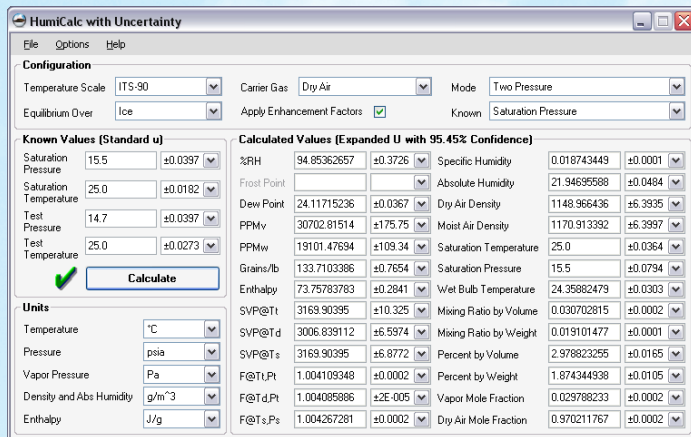 HumiCalc with Uncertainty
File Options Help
Configuration
Temperature Scale ITS-90 Carrier Gas Dry Air Mode Two Pressure
Equilibrium Over Ice Apply Enhancement Factors Known Saturation Pressure
Known Values (Standard u)
Saturation Pressure 15.5 ±0.0397
Saturation Temperature 25.0 ±0.0182
Test Pressure 14.7 ±0.0397
Test Temperature 25.0 ±0.0273
Calculate
Units
Temperature °C
Pressure psia
Vapor Pressure Pa
Density and Abs Humidity g/m^3
Enthalpy J/g
Calculated Values (Expanded U with 95.45% Confidence)
%RH 94.85362657 ±0.3726 Specific Humidity 0.018743449 ±0.0001
Frost Point Absolute Humidity 21.94695588 ±0.0484
Dew Point 24.11715236 ±0.0367 Dry Air Density 1148.966436 ±6.3935
PPMv 30702.81514 ±175.75 Moist Air Density 1170.913392 ±6.3997
PPMw 19101.47694 ±109.34 Saturation Temperature 25.0 ±0.0364
Grains/lb 133.7103386 ±0.7654 Saturation Pressure 15.5 ±0.0794
Enthalpy 73.75783783 ±0.2841 Wet Bulb Temperature 24.35882479 ±0.0303
SVP@Tt 3169.90395 ±10.325 Mixing Ratio by Volume 0.030702815 ±0.0002
SVP@Td 3006.839112 ±6.5974 Mixing Ratio by Weight 0.019101477 ±0.0001
SVP@Ts 3169.90395 ±6.8772 Percent by Volume 2.978823255 ±0.0165
F@Tt,Pt 1.004109348 ±0.0002 Percent by Weight 1.874344938 ±0.0105
F@Td,Pt 1.004085886 ±2E-005 Vapor Mole Fraction 0.029788233 ±0.0002
F@Ts,Ps 1.004267281 ±0.0002 Dry Air Mole Fraction 0.970211767 ±0.0002